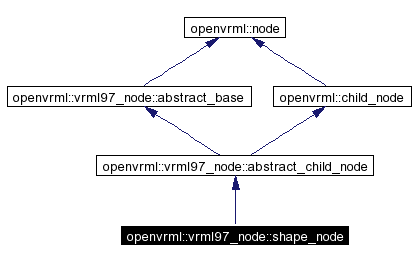 openvrml::node
openvrml::vrml97_node::abstract_base
openvrml::child_node
openvrml::vrml97_node::abstract_child_node
openvrml::vrml97_node::shape_node